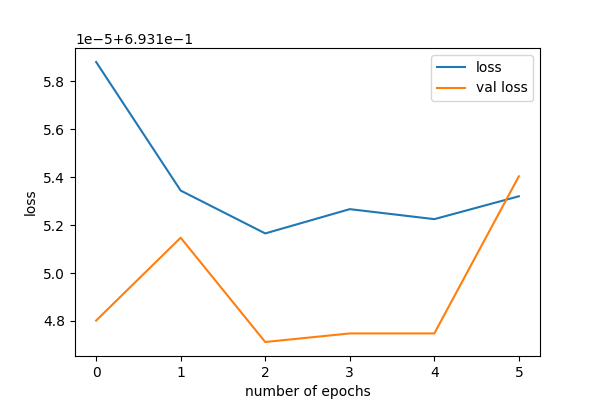 1e−5+6.931e−1
loss
val loss
5.8
5.6
5.4
5.2
5.0
4.8
loss
0 1 2 3 4 5
number of epochs